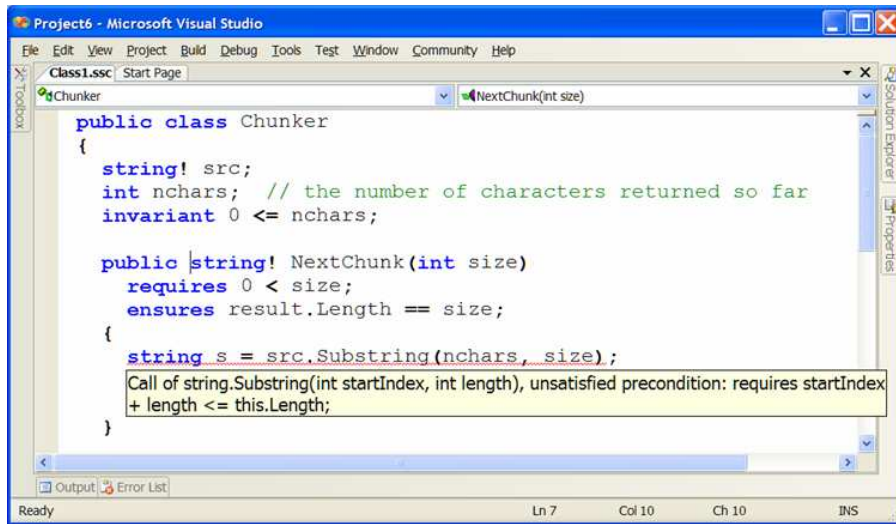 Project6 - Microsoft Visual Studio
File Edit View Project Build Debug Tools Test Window Community Help
Class1.ssc Start Page
Toolbox
Chunker
NextChunk(int size)
Solution Explorer
Properties
public class Chunker
{
string! src;
int nchars; // the number of characters returned so far
invariant 0 <= nchars;
public string! NextChunk(int size)
requires 0 < size;
ensures result.Length == size;
{
string s = src.Substring(nchars, size);
Call of string.Substring(int startIndex, int length), unsatisfied precondition: requires startIndex
+ length <= this.Length;
}
Output Error List
Ready Ln 7 Col 10 Ch 10 INS